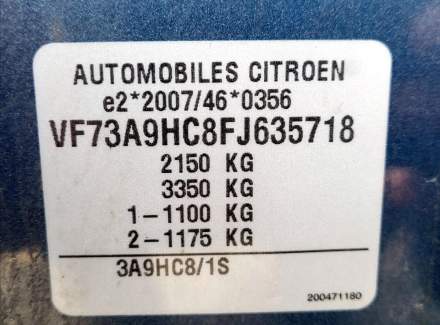 AUTOMOBILES CITROEN
e2*2007/46*0356
VF73A9HC8FJ635718
2150 KG
3350 KG
1-1100 KG
2-1175 KG
3A9HC8/1S
200471180